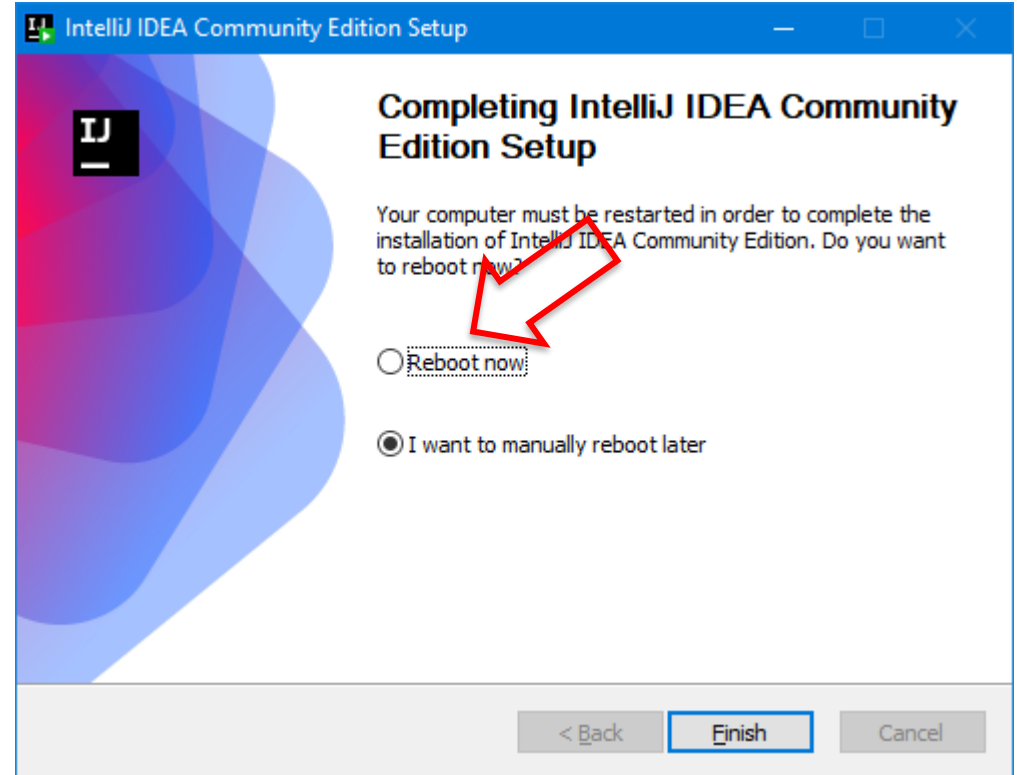 IntelliJ IDEA Community Edition Setup
IJ
Completing IntelliJ IDEA Community
Edition Setup
Your computer must be restarted in order to complete the
installation of IntelliJ IDEA Community Edition. Do you want
to reboot now?
Reboot now
I want to manually reboot later
< Back
Finish
Cancel